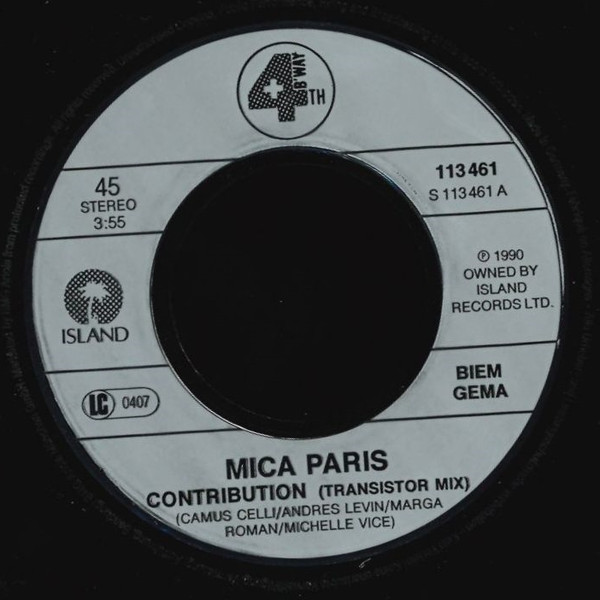 4TH B'WAY
45
STEREO
3:55
113 461
S 113 461 A
ISLAND
℗ 1990
OWNED BY
ISLAND
RECORDS LTD.
LC 0407
BIEM
GEMA
MICA PARIS
CONTRIBUTION (TRANSISTOR MIX)
(CAMUS CELLI/ANDRES LEVIN/MARGA
ROMAN/MICHELLE VICE)